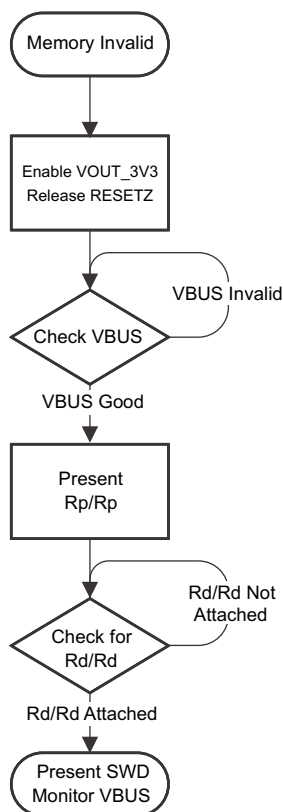 Memory Invalid
Enable VOUT_3V3
Release RESETZ
VBUS Invalid
Check VBUS
VBUS Good
Present
Rp/Rp
Rd/Rd Not
Attached
Check for
Rd/Rd
Rd/Rd Attached
Present SWD
Monitor VBUS